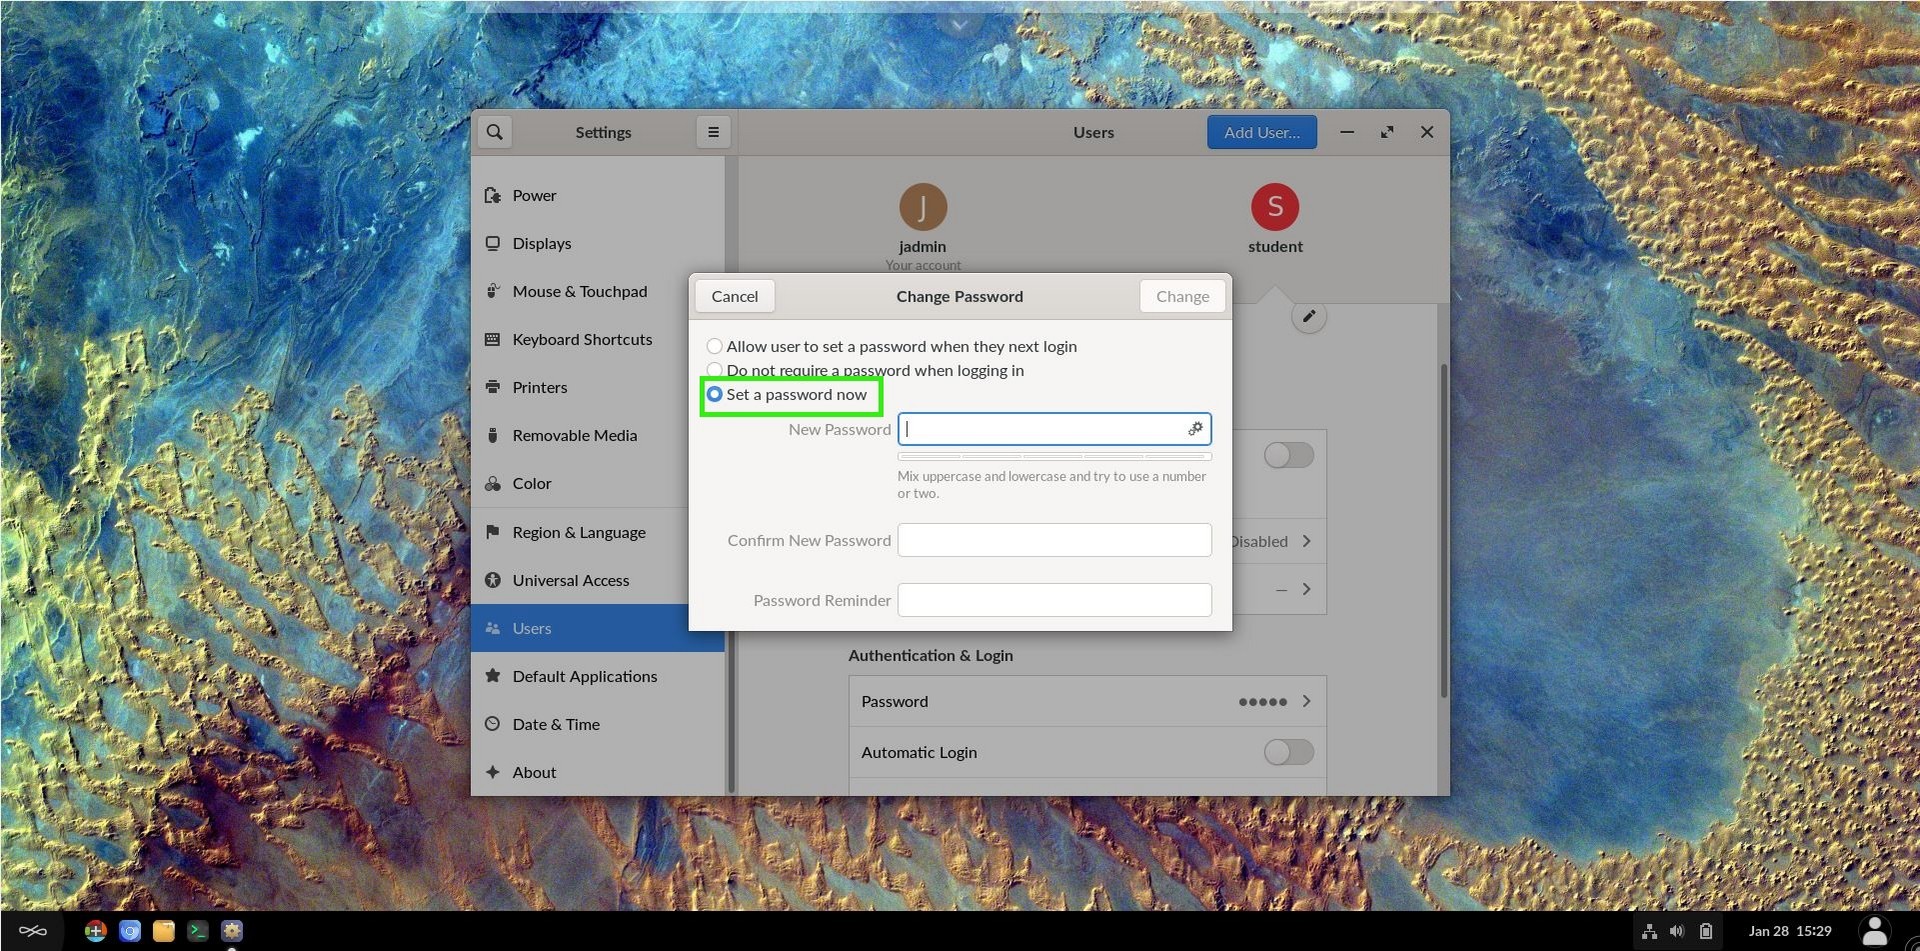 Settings
Users
Add User...
Power
Displays
Mouse & Touchpad
Keyboard Shortcuts
Printers
Removable Media
Color
Region & Language
Universal Access
Users
Default Applications
Date & Time
About
J
jadmin
Your account
S
student
Cancel
Change Password
Change
Allow user to set a password when they next login
Do not require a password when logging in
Set a password now
New Password
Mix uppercase and lowercase and try to use a number
or two.
Confirm New Password
Password Reminder
Disabled
—
Authentication & Login
Password
●●●●●
Automatic Login
Jan 28 15:29